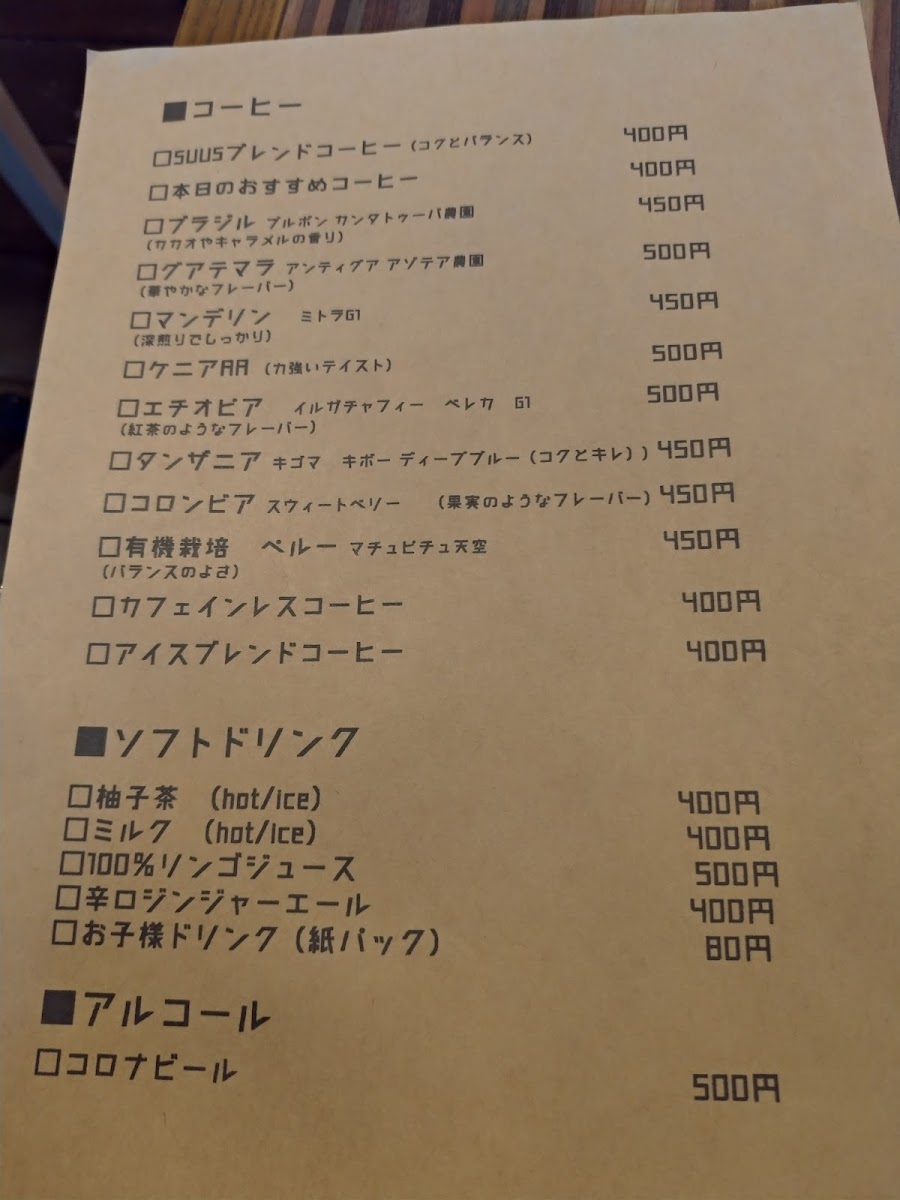 ■コーヒー
□SUUSブレンドコーヒー(コクとバランス) 400円
□本日のおすすめコーヒー 400円
□ブラジル ブルボン カンタトゥーバ農園 450円
(カカオやキャラメルの香り)
□グアテマラ アンティグア アゾテア農園 500円
(華やかなフレーバー)
□マンデリン ミトラG1 450円
(深煎りでしっかり)
□ケニアAA (力強いテイスト) 500円
□エチオピア イルガチャフィー ベレカ G1 500円
(紅茶のようなフレーバー)
□タンザニア キゴマ キボー ディープブルー(コクとキレ)) 450円
□コロンビア スウィートベリー (果実のようなフレーバー) 450円
□有機栽培 ペルー マチュピチュ天空 450円
(バランスのよさ)
□カフェインレスコーヒー 400円
□アイスブレンドコーヒー 400円
■ソフトドリンク
□柚子茶 (hot/ice) 400円
□ミルク (hot/ice) 400円
□100%リンゴジュース 500円
□辛口ジンジャーエール 400円
□お子様ドリンク(紙パック) 80円
■アルコール
□コロナビール 500円